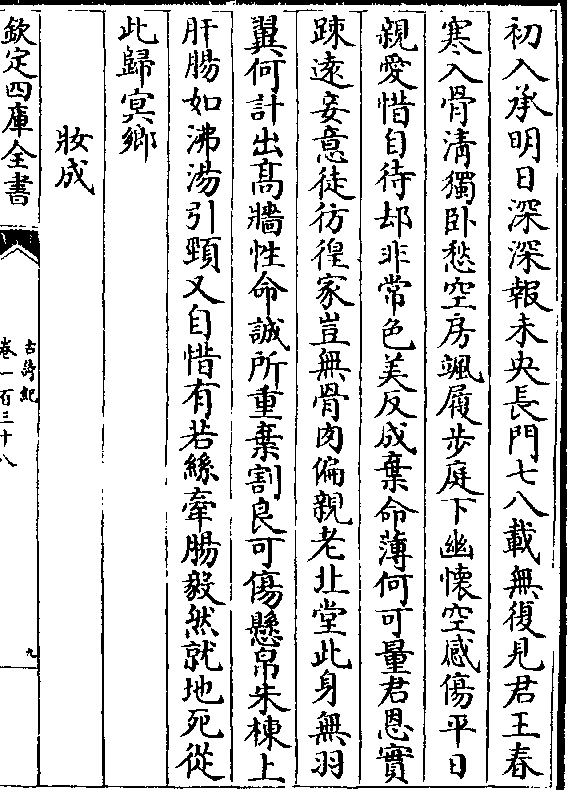 初入承明日深深報未央長門七八載無復見君王春
寒入骨清獨卧愁空房颯履步庭下幽懷空感傷平日
親愛惜自待却非常色美反成棄命薄何可量君恩實
踈遠妾意徒彷徨家豈無骨肉偏親老北堂此身無羽
翼何計出髙牆性命誠所重棄割良可傷懸帛朱棟上
肝腸如沸湯引頸又自惜有若絲牽腸毅然就地死從
此歸冥鄉
妝成
欽定四庫全書
古詩紀
卷一百三十八
九